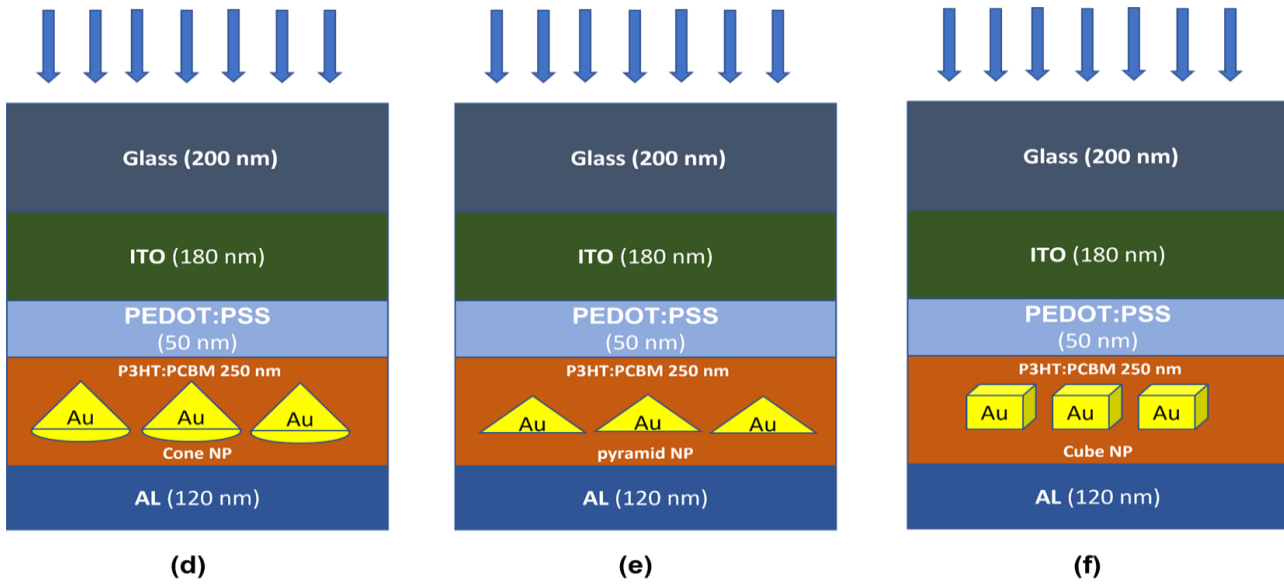 Glass (200 nm)
ITO (180 nm)
PEDOT:PSS
(50 nm)
P3HT:PCBM 250 nm
Au Au Au
Cone NP
AL (120 nm)
(d)
Glass (200 nm)
ITO (180 nm)
PEDOT:PSS
(50 nm)
P3HT:PCBM 250 nm
Au Au Au
pyramid NP
AL (120 nm)
(e)
Glass (200 nm)
ITO (180 nm)
PEDOT:PSS
(50 nm)
P3HT:PCBM 250 nm
Au Au Au
Cube NP
AL (120 nm)
(f)